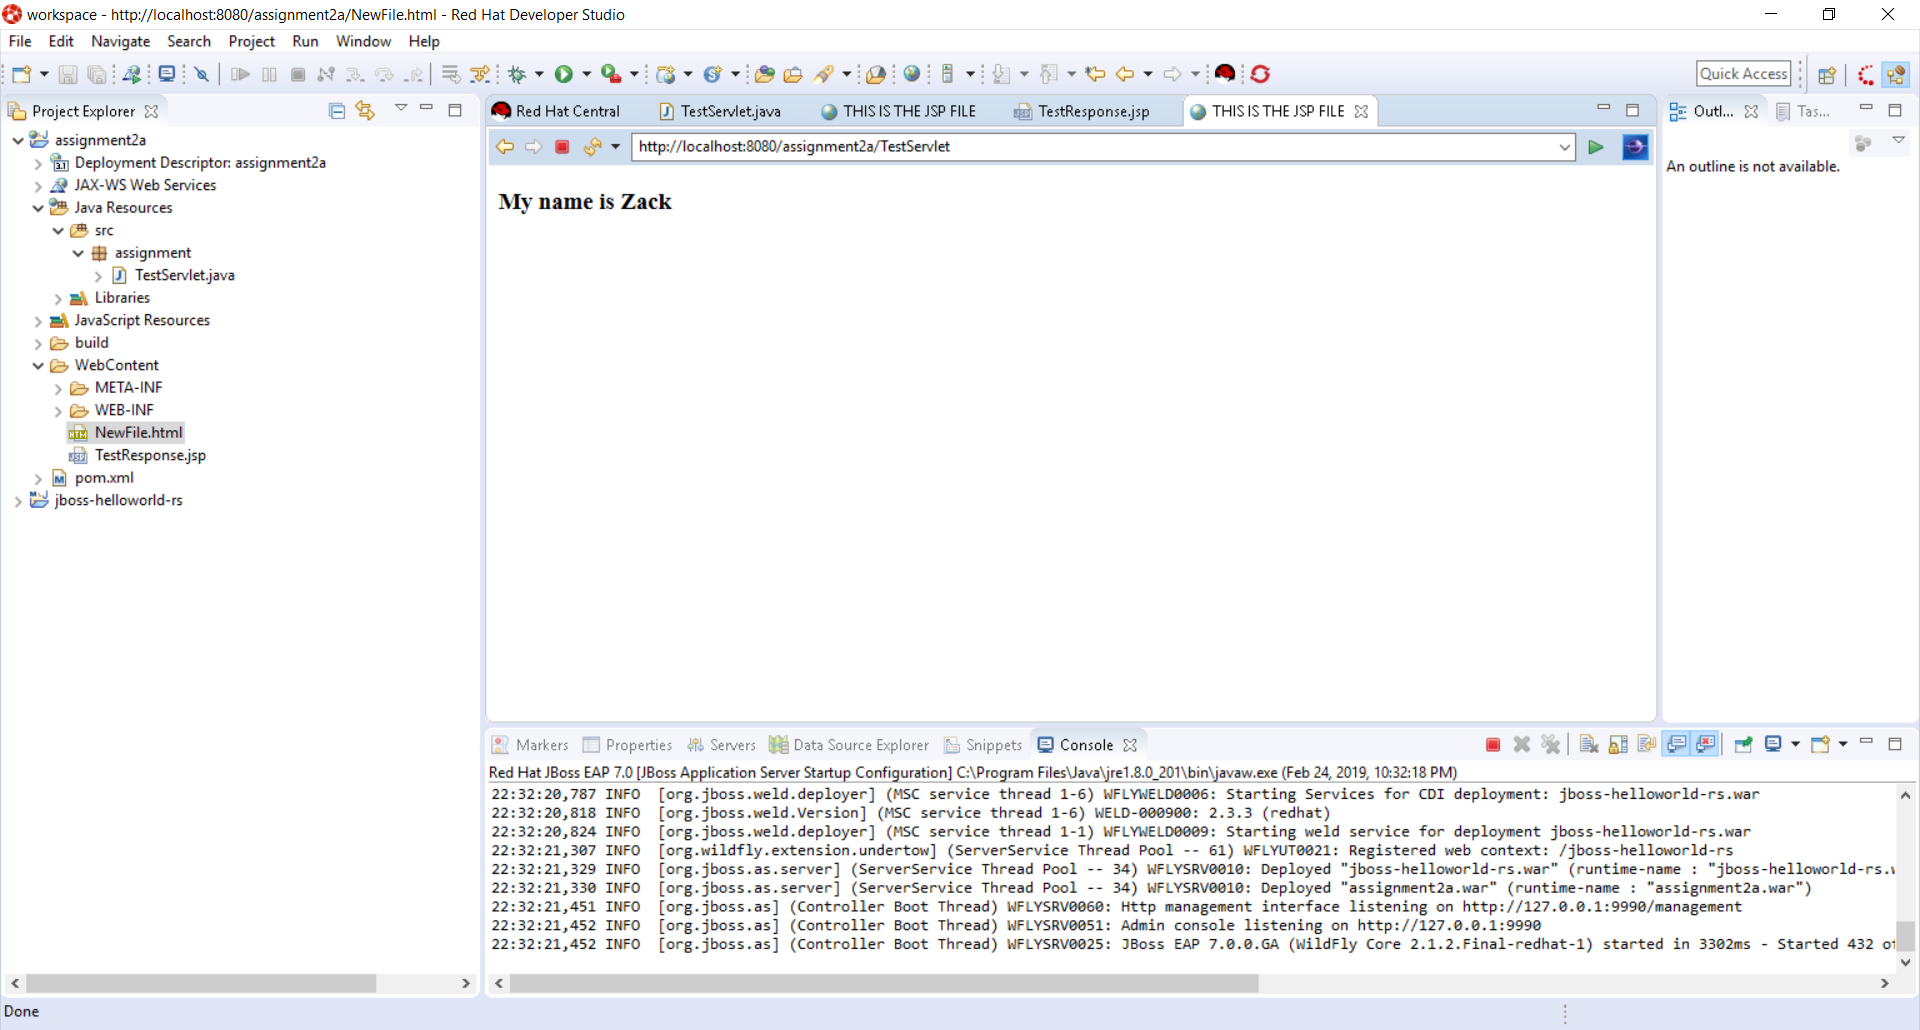 workspace - http://localhost:8080/assignment2a/NewFile.html - Red Hat Developer Studio
File Edit Navigate Search Project Run Window Help
Quick Access
Project Explorer
assignment2a
Deployment Descriptor: assignment2a
JAX-WS Web Services
Java Resources
src
assignment
TestServlet.java
Libraries
JavaScript Resources
build
WebContent
META-INF
WEB-INF
NewFile.html
TestResponse.jsp
pom.xml
jboss-helloworld-rs
Red Hat Central TestServlet.java THIS IS THE JSP FILE TestResponse.jsp THIS IS THE JSP FILE
http://localhost:8080/assignment2a/TestServlet
My name is Zack
Outl... Tas...
An outline is not available.
Markers Properties Servers Data Source Explorer Snippets Console
Red Hat JBoss EAP 7.0 [JBoss Application Server Startup Configuration] C:\Program Files\Java\jre1.8.0_201\bin\javaw.exe (Feb 24, 2019, 10:32:18 PM)
22:32:20,787 INFO [org.jboss.weld.deployer] (MSC service thread 1-6) WFLYWELD0006: Starting Services for CDI deployment: jboss-helloworld-rs.war
22:32:20,818 INFO [org.jboss.weld.Version] (MSC service thread 1-6) WELD-000900: 2.3.3 (redhat)
22:32:20,824 INFO [org.jboss.weld.deployer] (MSC service thread 1-1) WFLYWELD0009: Starting weld service for deployment jboss-helloworld-rs.war
22:32:21,307 INFO [org.wildfly.extension.undertow] (ServerService Thread Pool -- 61) WFLYUT0021: Registered web context: /jboss-helloworld-rs
22:32:21,329 INFO [org.jboss.as.server] (ServerService Thread Pool -- 34) WFLYSRV0010: Deployed "jboss-helloworld-rs.war" (runtime-name : "jboss-helloworld-rs.w
22:32:21,330 INFO [org.jboss.as.server] (ServerService Thread Pool -- 34) WFLYSRV0010: Deployed "assignment2a.war" (runtime-name : "assignment2a.war")
22:32:21,451 INFO [org.jboss.as] (Controller Boot Thread) WFLYSRV0060: Http management interface listening on http://127.0.0.1:9990/management
22:32:21,452 INFO [org.jboss.as] (Controller Boot Thread) WFLYSRV0051: Admin console listening on http://127.0.0.1:9990
22:32:21,452 INFO [org.jboss.as] (Controller Boot Thread) WFLYSRV0025: JBoss EAP 7.0.0.GA (WildFly Core 2.1.2.Final-redhat-1) started in 3302ms - Started 432 of
Done